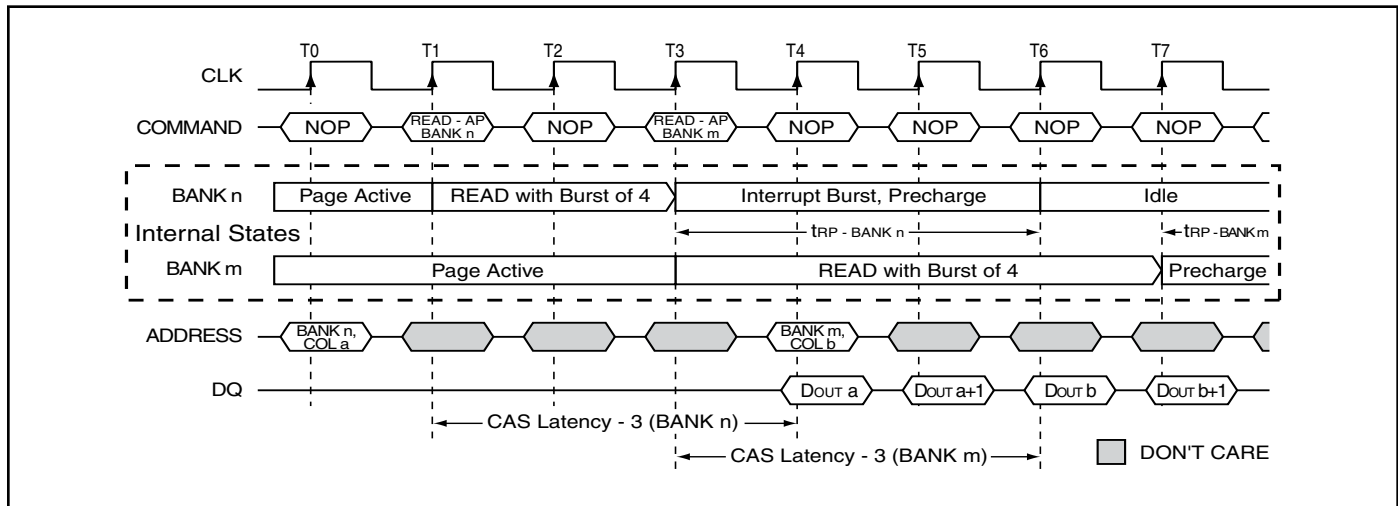 T0 T1 T2 T3 T4 T5 T6 T7
CLK
COMMAND NOP READ - AP BANK n NOP READ - AP BANK m NOP NOP NOP NOP
BANK n Page Active READ with Burst of 4 Interrupt Burst, Precharge Idle
Internal States tRP - BANK n tRP - BANK m
BANK m Page Active READ with Burst of 4 Precharge
ADDRESS BANK n, COL a BANK m, COL b
DQ DOUT a DOUT a+1 DOUT b DOUT b+1
CAS Latency - 3 (BANK n)
CAS Latency - 3 (BANK m) DON'T CARE